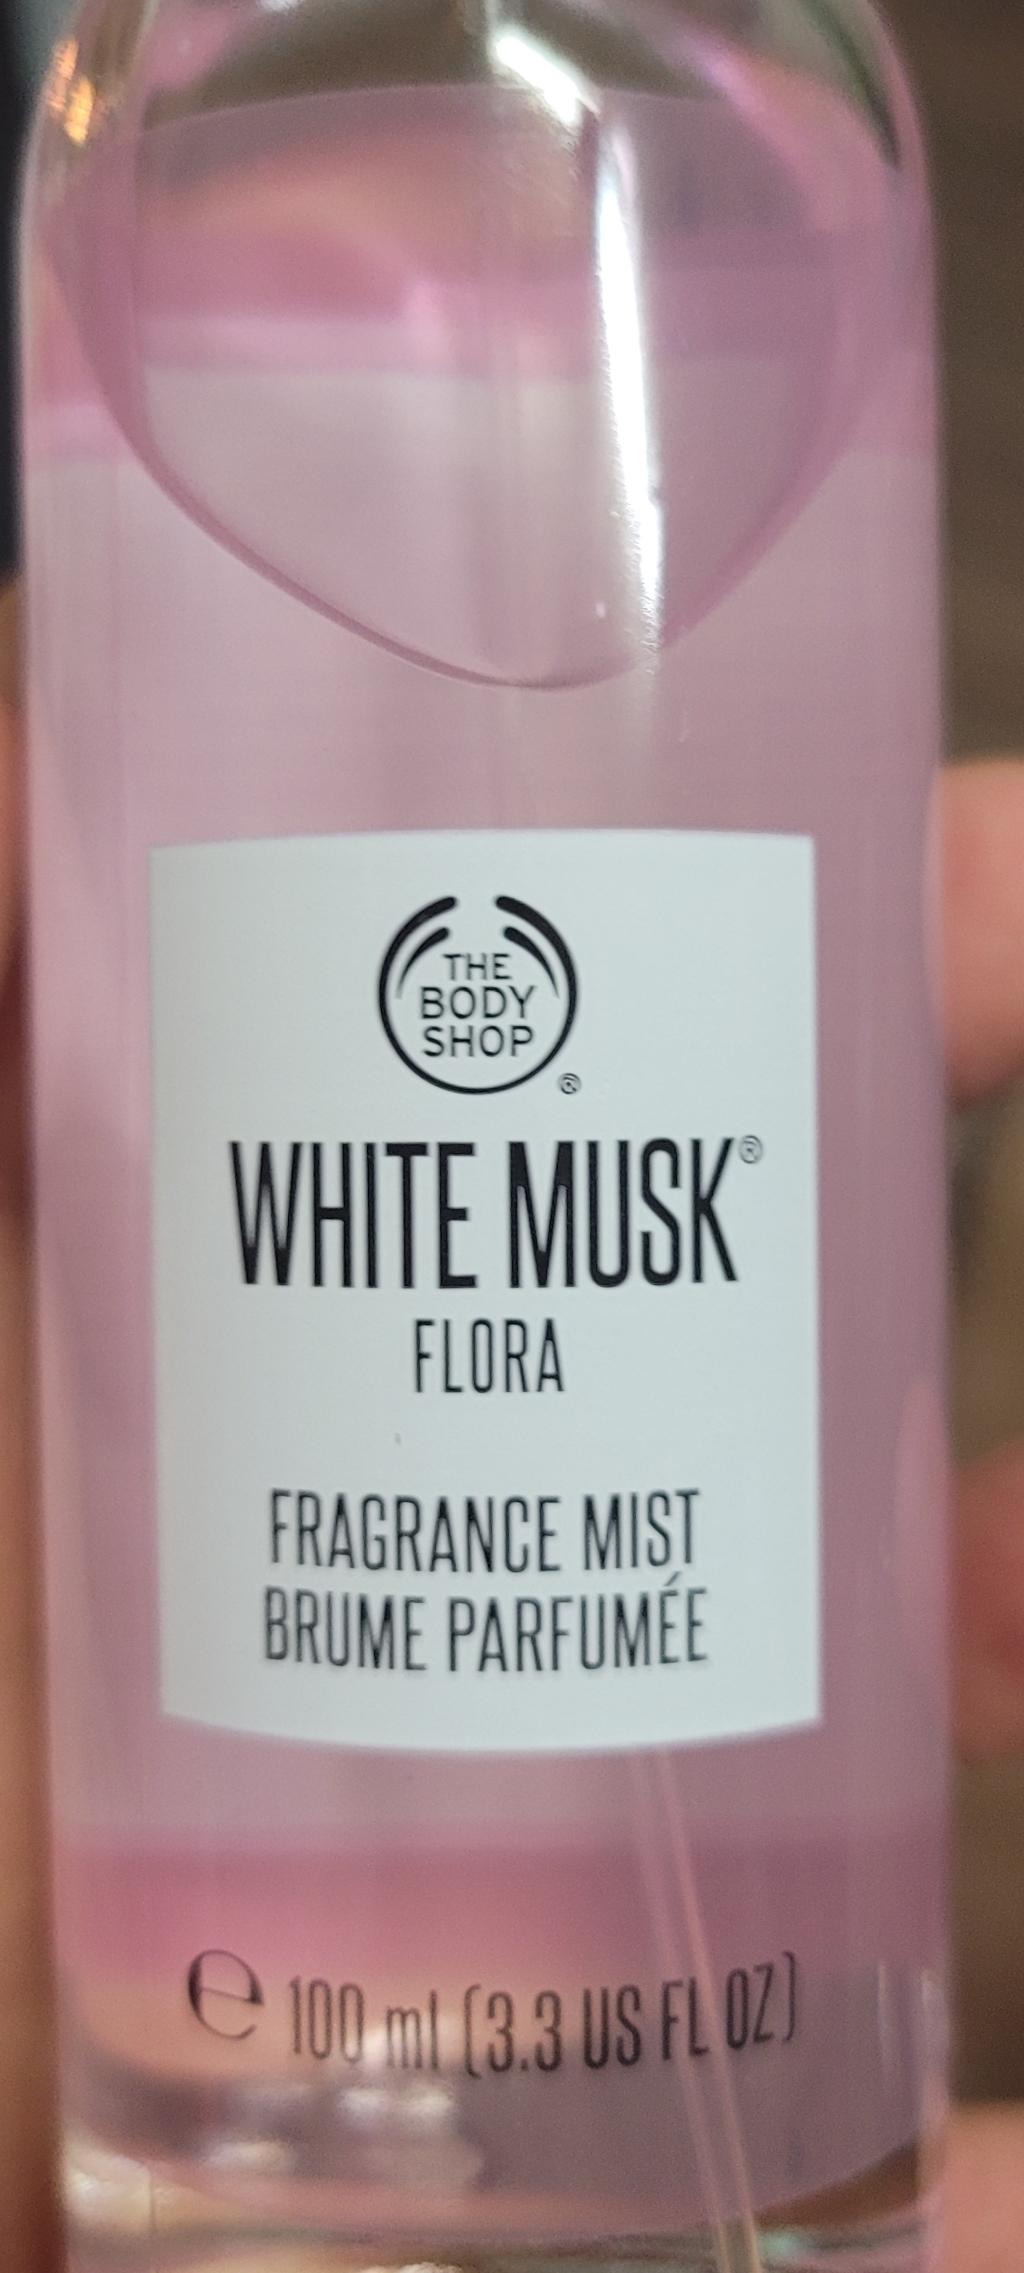 THE
BODY
SHOP
®
WHITE MUSK®
FLORA
FRAGRANCE MIST
BRUME PARFUMÉE
℮ 100 ml (3.3 US FL OZ)